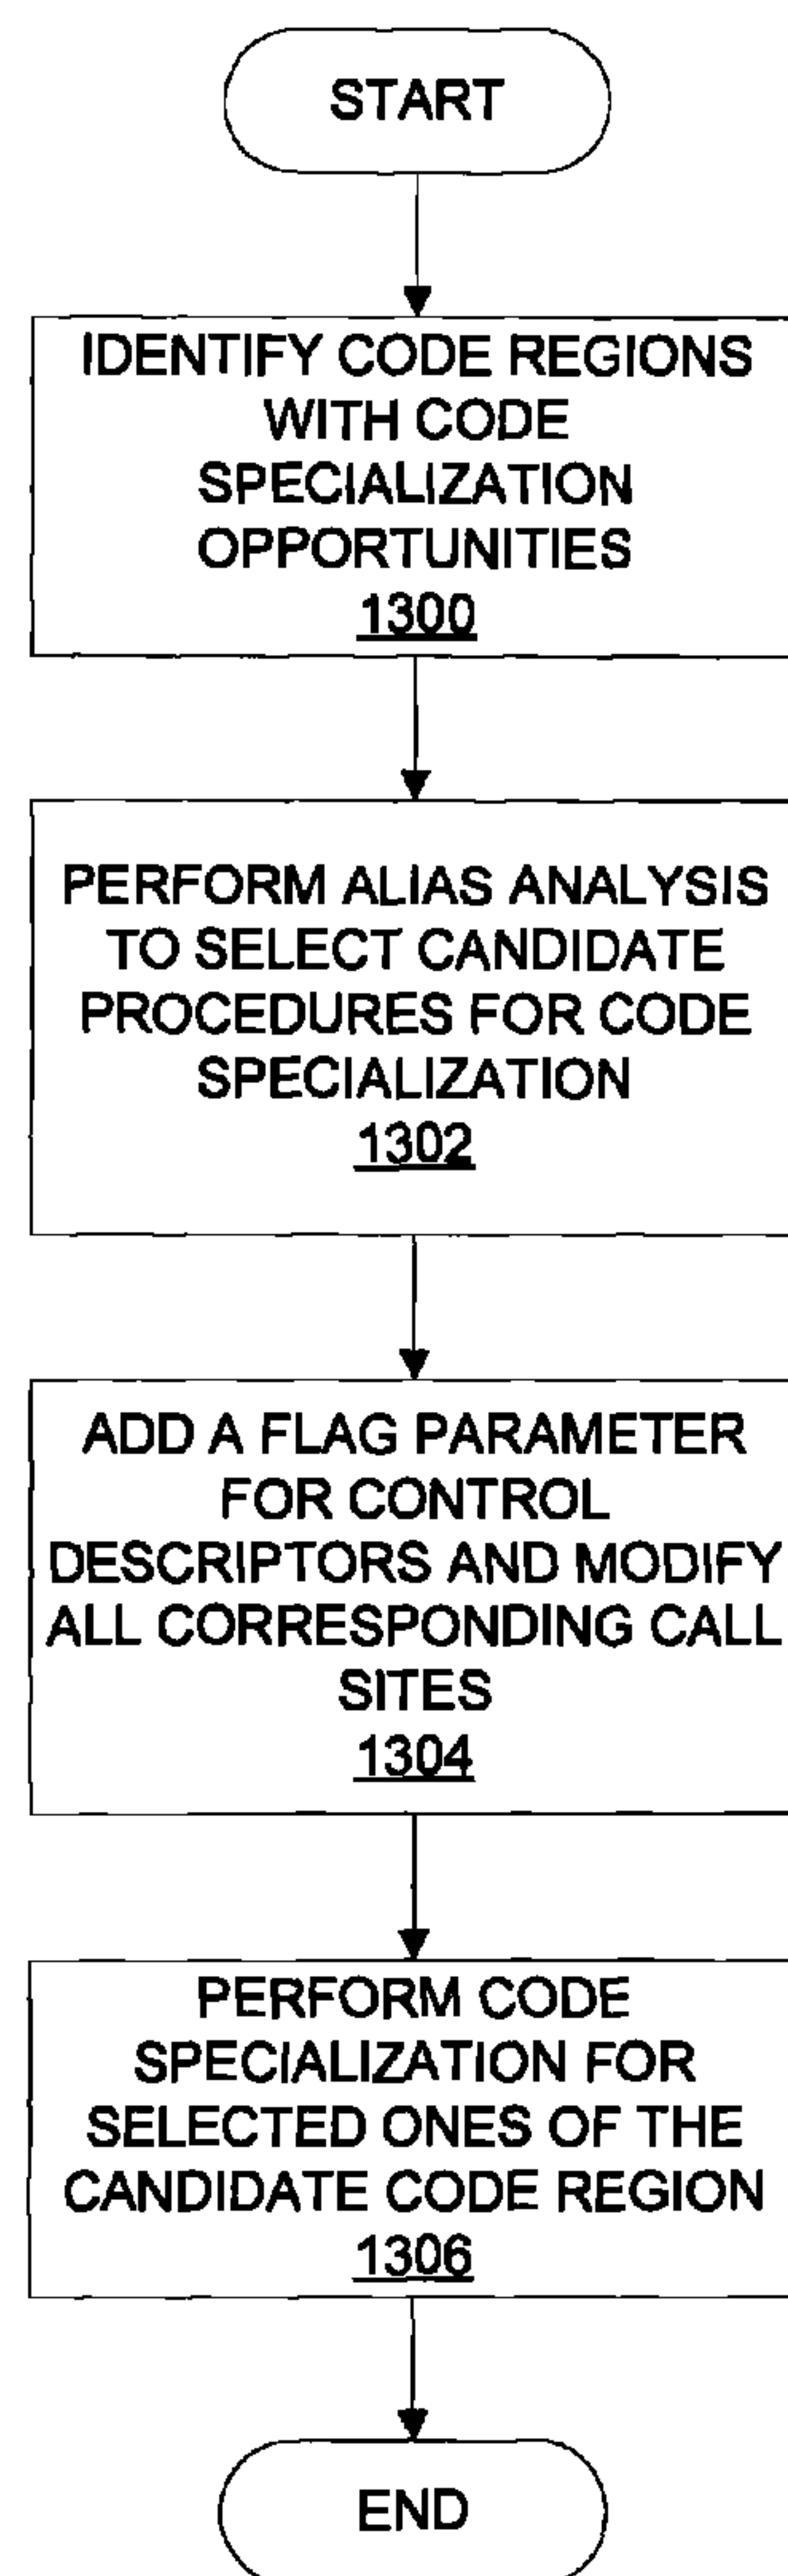 START
IDENTIFY CODE REGIONS
WITH CODE
SPECIALIZATION
OPPORTUNITIES
1300
PERFORM ALIAS ANALYSIS
TO SELECT CANDIDATE
PROCEDURES FOR CODE
SPECIALIZATION
1302
ADD A FLAG PARAMETER
FOR CONTROL
DESCRIPTORS AND MODIFY
ALL CORRESPONDING CALL
SITES
1304
PERFORM CODE
SPECIALIZATION FOR
SELECTED ONES OF THE
CANDIDATE CODE REGION
1306
END